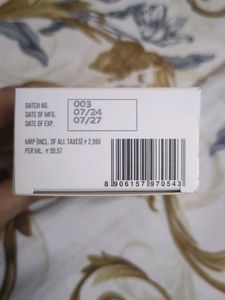 BATCH NO. 003
DATE OF MFG. 07/24
DATE OF EXP. 07/27
MRP (INCL. OF ALL TAXES) ₹ 2,999
PER ML. ₹ 99.97
8 906157 970543